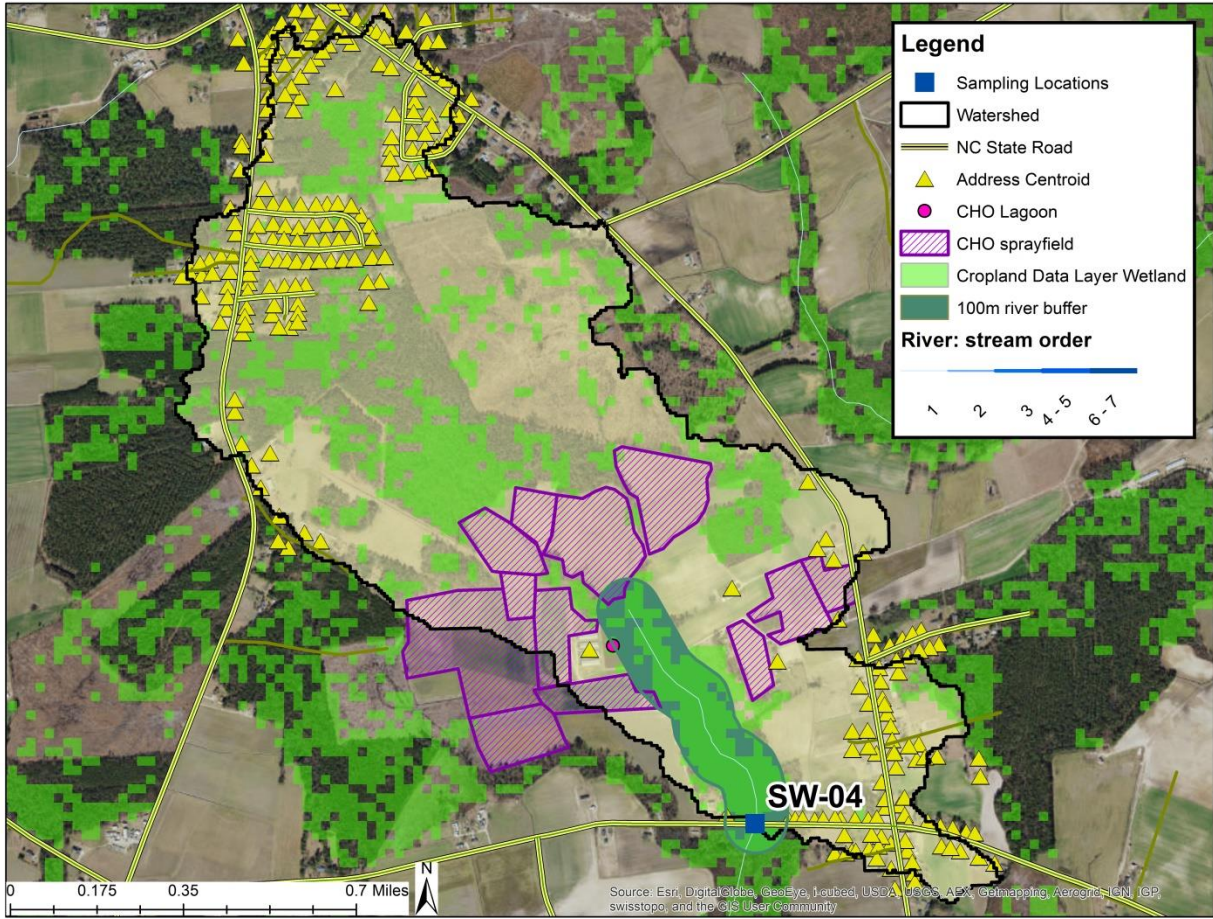 Legend
Sampling Locations
Watershed
NC State Road
Address Centroid
CHO Lagoon
CHO sprayfield
Cropland Data Layer Wetland
100m river buffer
River: stream order
1 2 3 4 - 5 6 - 7
SW-04
N
0 0.175 0.35 0.7 Miles
Source: Esri, DigitalGlobe, GeoEye, i-cubed, USDA, USGS, AEX, Getmapping, Aerogrid, IGN, IGP,
swisstopo, and the GIS User Community